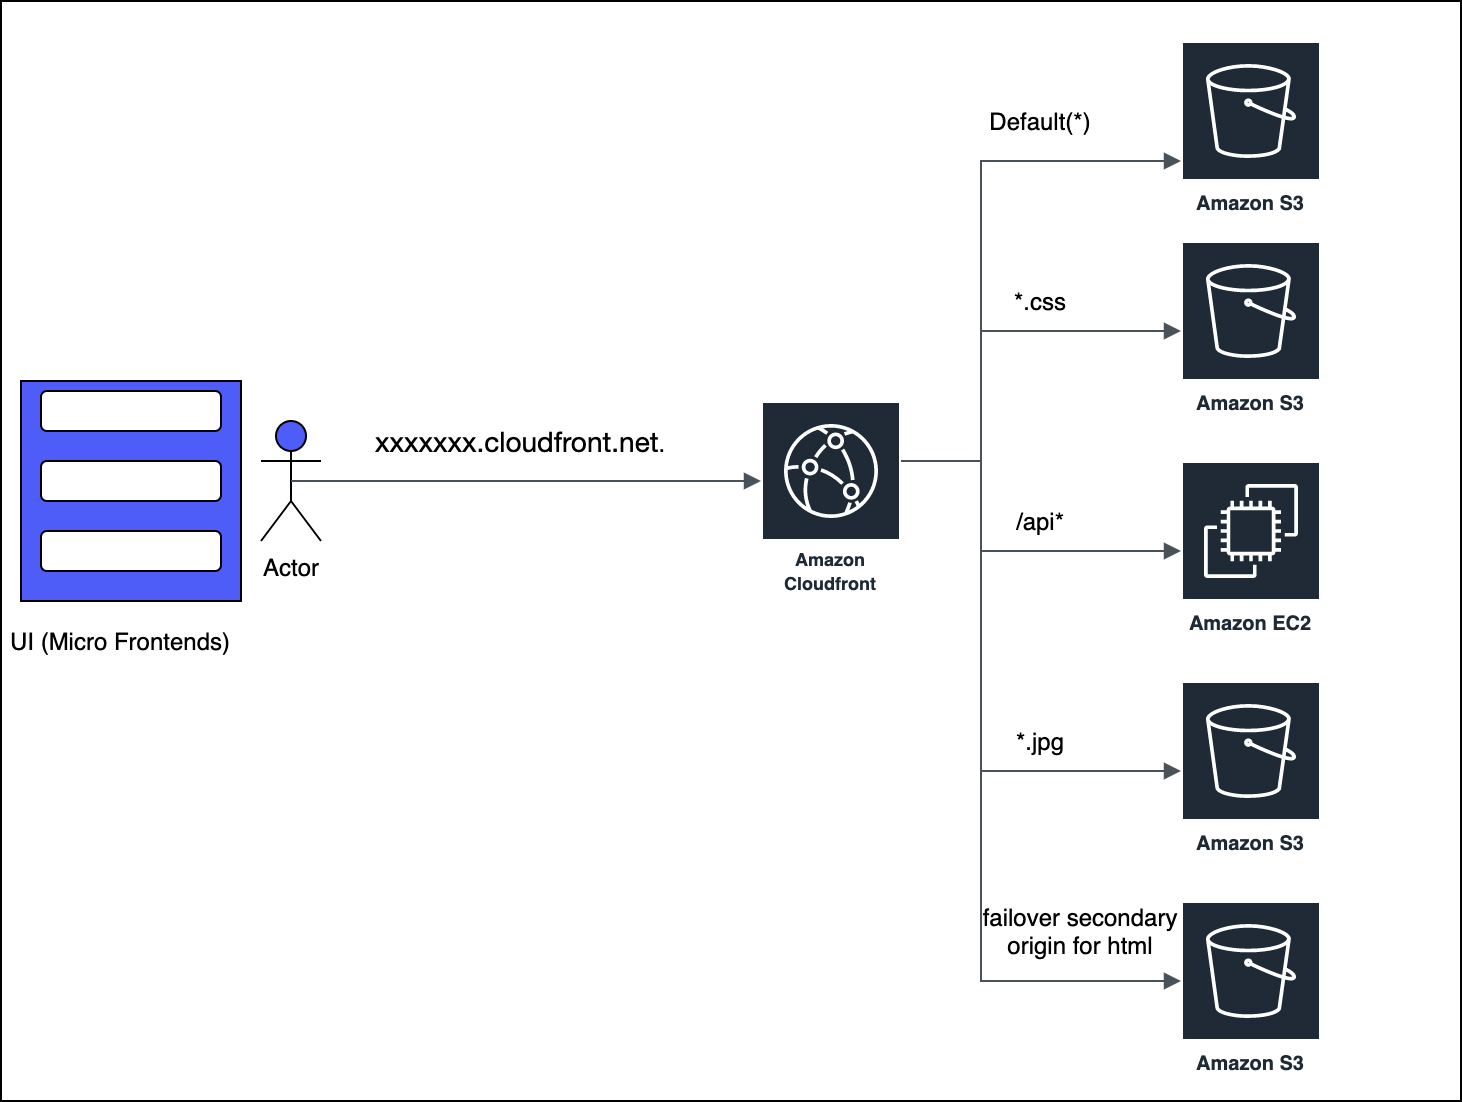 Default(*)
Amazon S3
*.css
Amazon S3
xxxxxxx.cloudfront.net.
Actor
UI (Micro Frontends)
Amazon
Cloudfront
/api*
Amazon EC2
*.jpg
Amazon S3
failover secondary
origin for html
Amazon S3